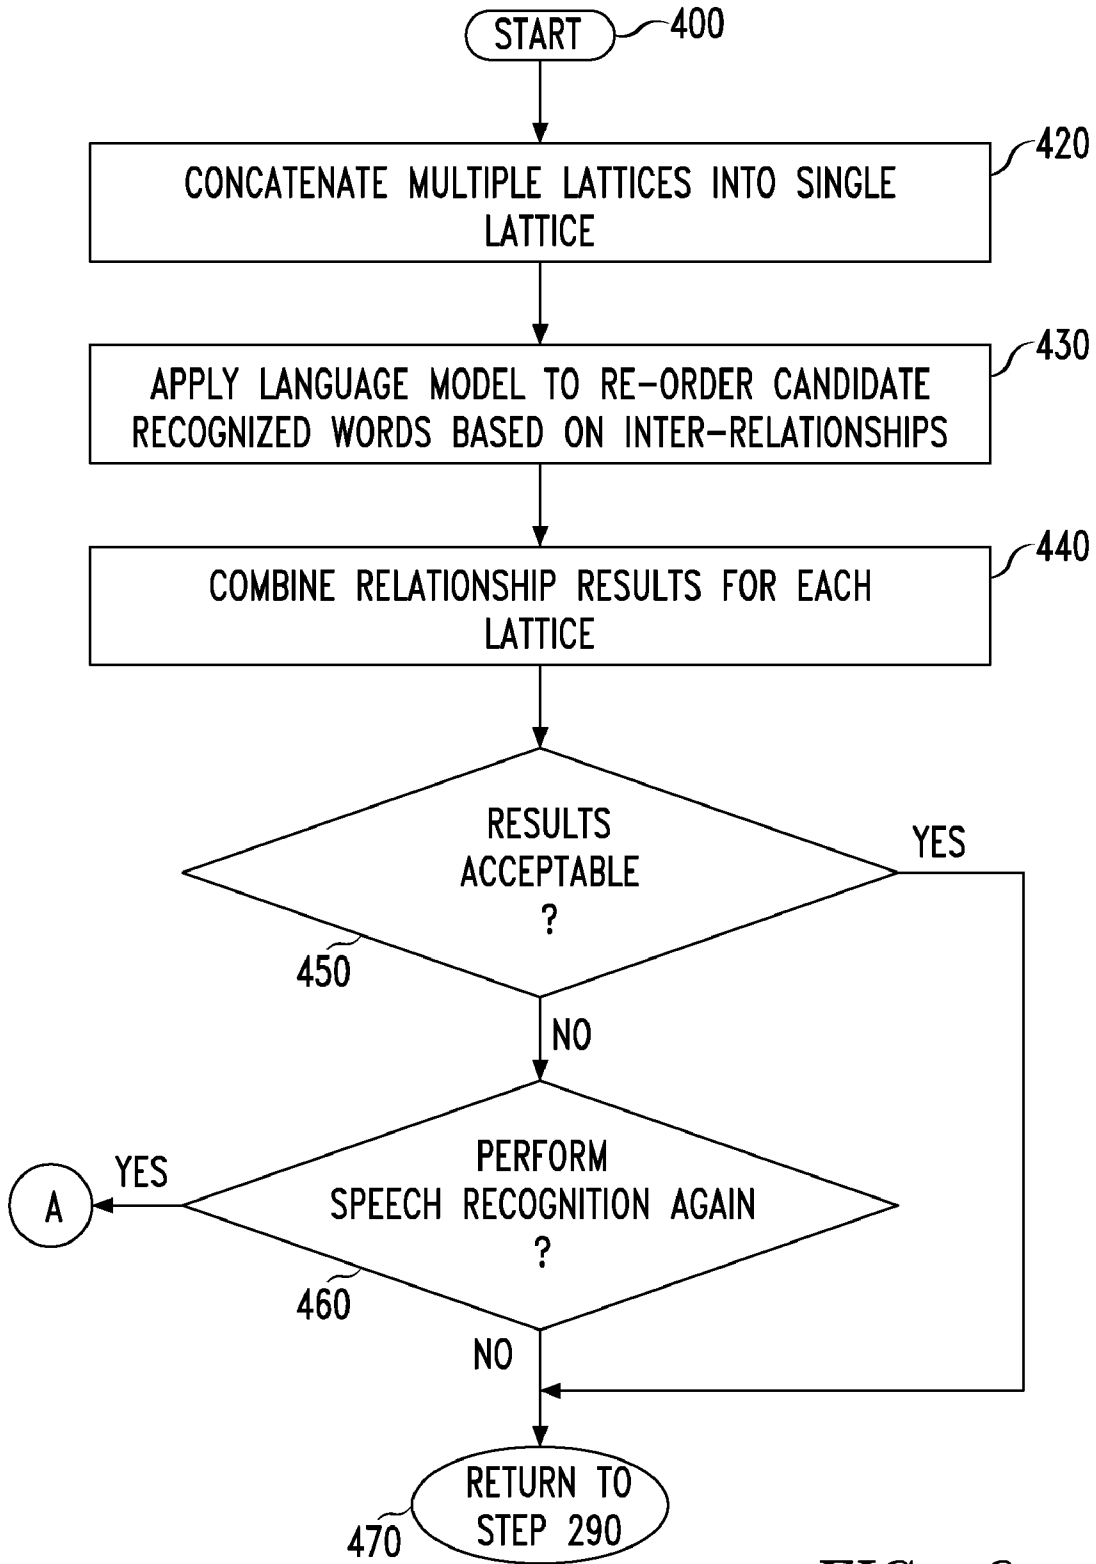 START
400
420
CONCATENATE MULTIPLE LATTICES INTO SINGLE
LATTICE
430
APPLY LANGUAGE MODEL TO RE-ORDER CANDIDATE
RECOGNIZED WORDS BASED ON INTER-RELATIONSHIPS
440
COMBINE RELATIONSHIP RESULTS FOR EACH
LATTICE
RESULTS
ACCEPTABLE
?
YES
450
NO
PERFORM
SPEECH RECOGNITION AGAIN
?
YES
A
460
NO
RETURN TO
STEP 290
470